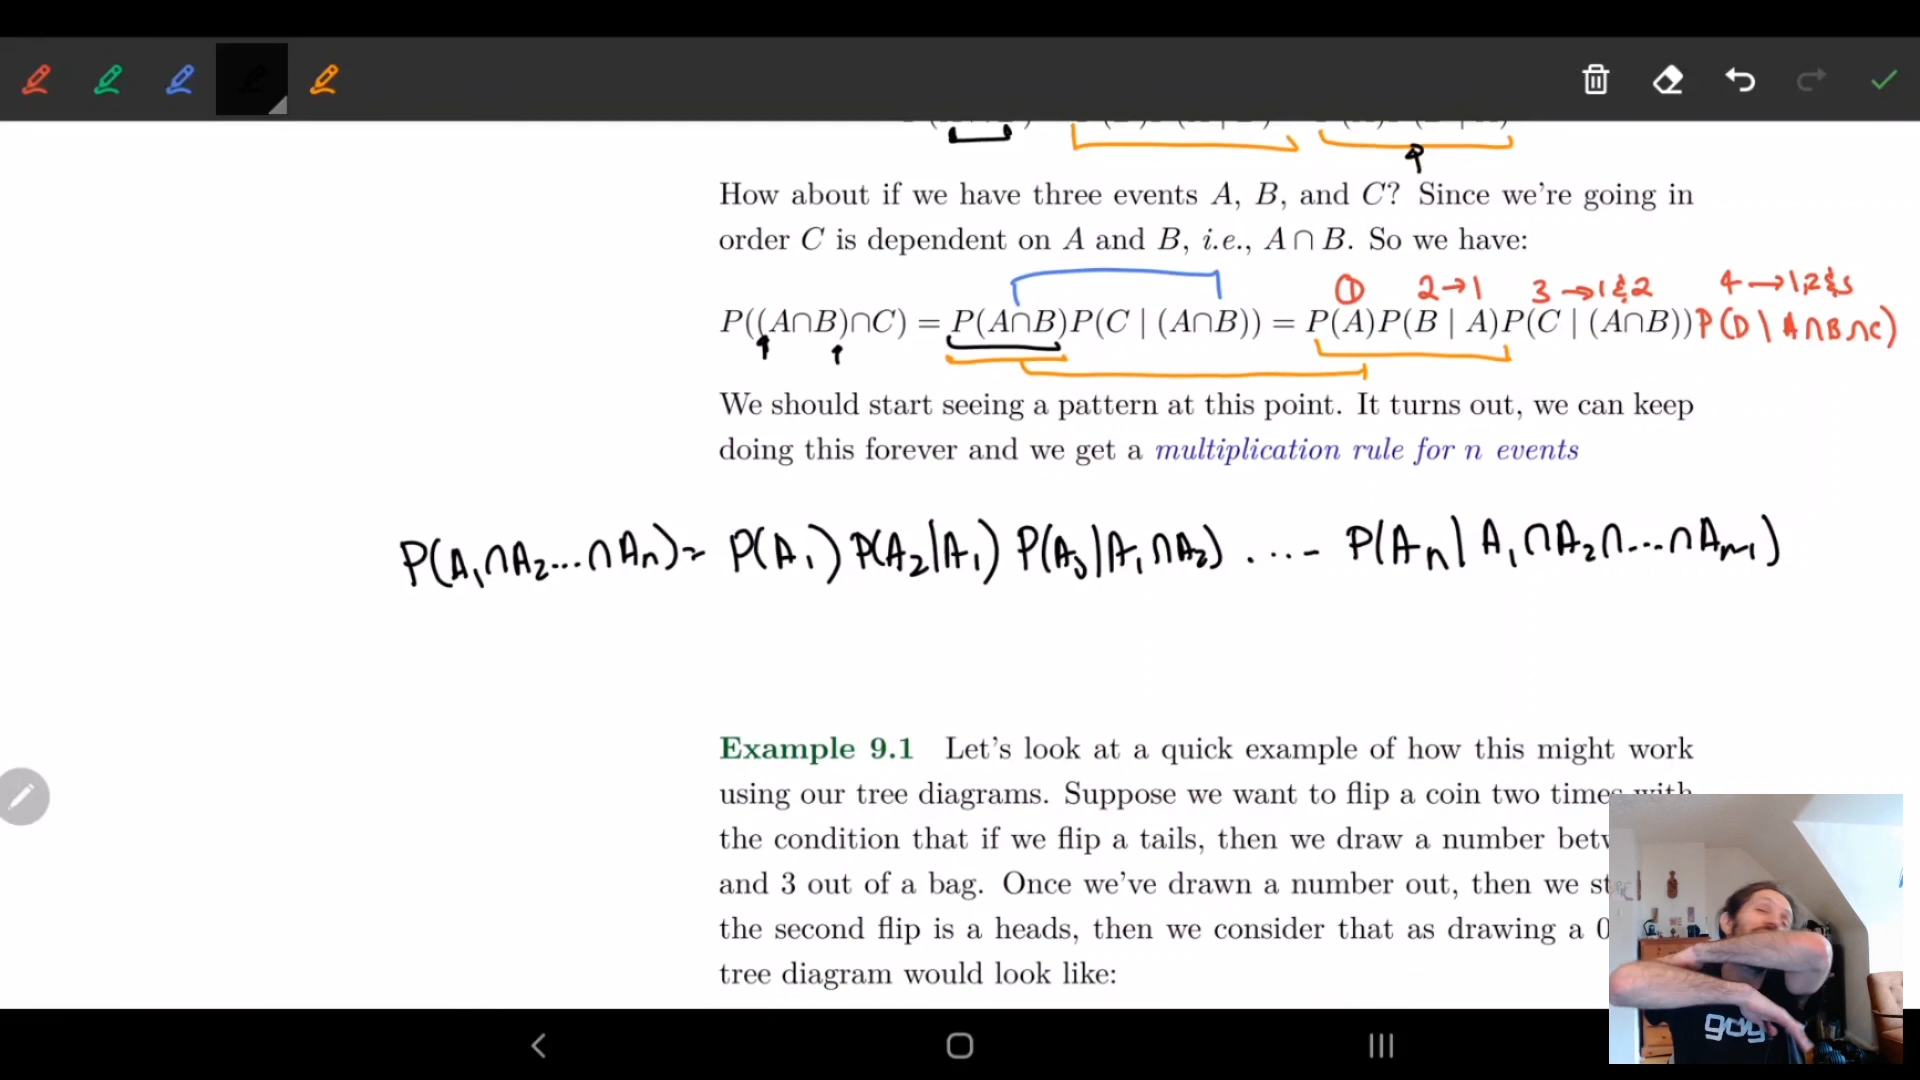 How about if we have three events A, B, and C? Since we're going in
order C is dependent on A and B, i.e., A ∩ B. So we have:
① 2→1 3→1&2 4→1,2&3
P((A∩B)∩C) = P(A∩B)P(C | (A∩B)) = P(A)P(B | A)P(C | (A∩B)) P(D | A∩B∩C)
We should start seeing a pattern at this point. It turns out, we can keep
doing this forever and we get a multiplication rule for n events
P(A₁∩A₂...∩Aₙ) = P(A₁) P(A₂|A₁) P(A₃|A₁∩A₂) .... P(Aₙ| A₁∩A₂∩...∩Aₙ₋₁)
Example 9.1 Let's look at a quick example of how this might work
using our tree diagrams. Suppose we want to flip a coin two times with
the condition that if we flip a tails, then we draw a number
and 3 out of a bag. Once we've drawn a number out, then we
the second flip is a heads, then we consider that as drawing a 0
tree diagram would look like: